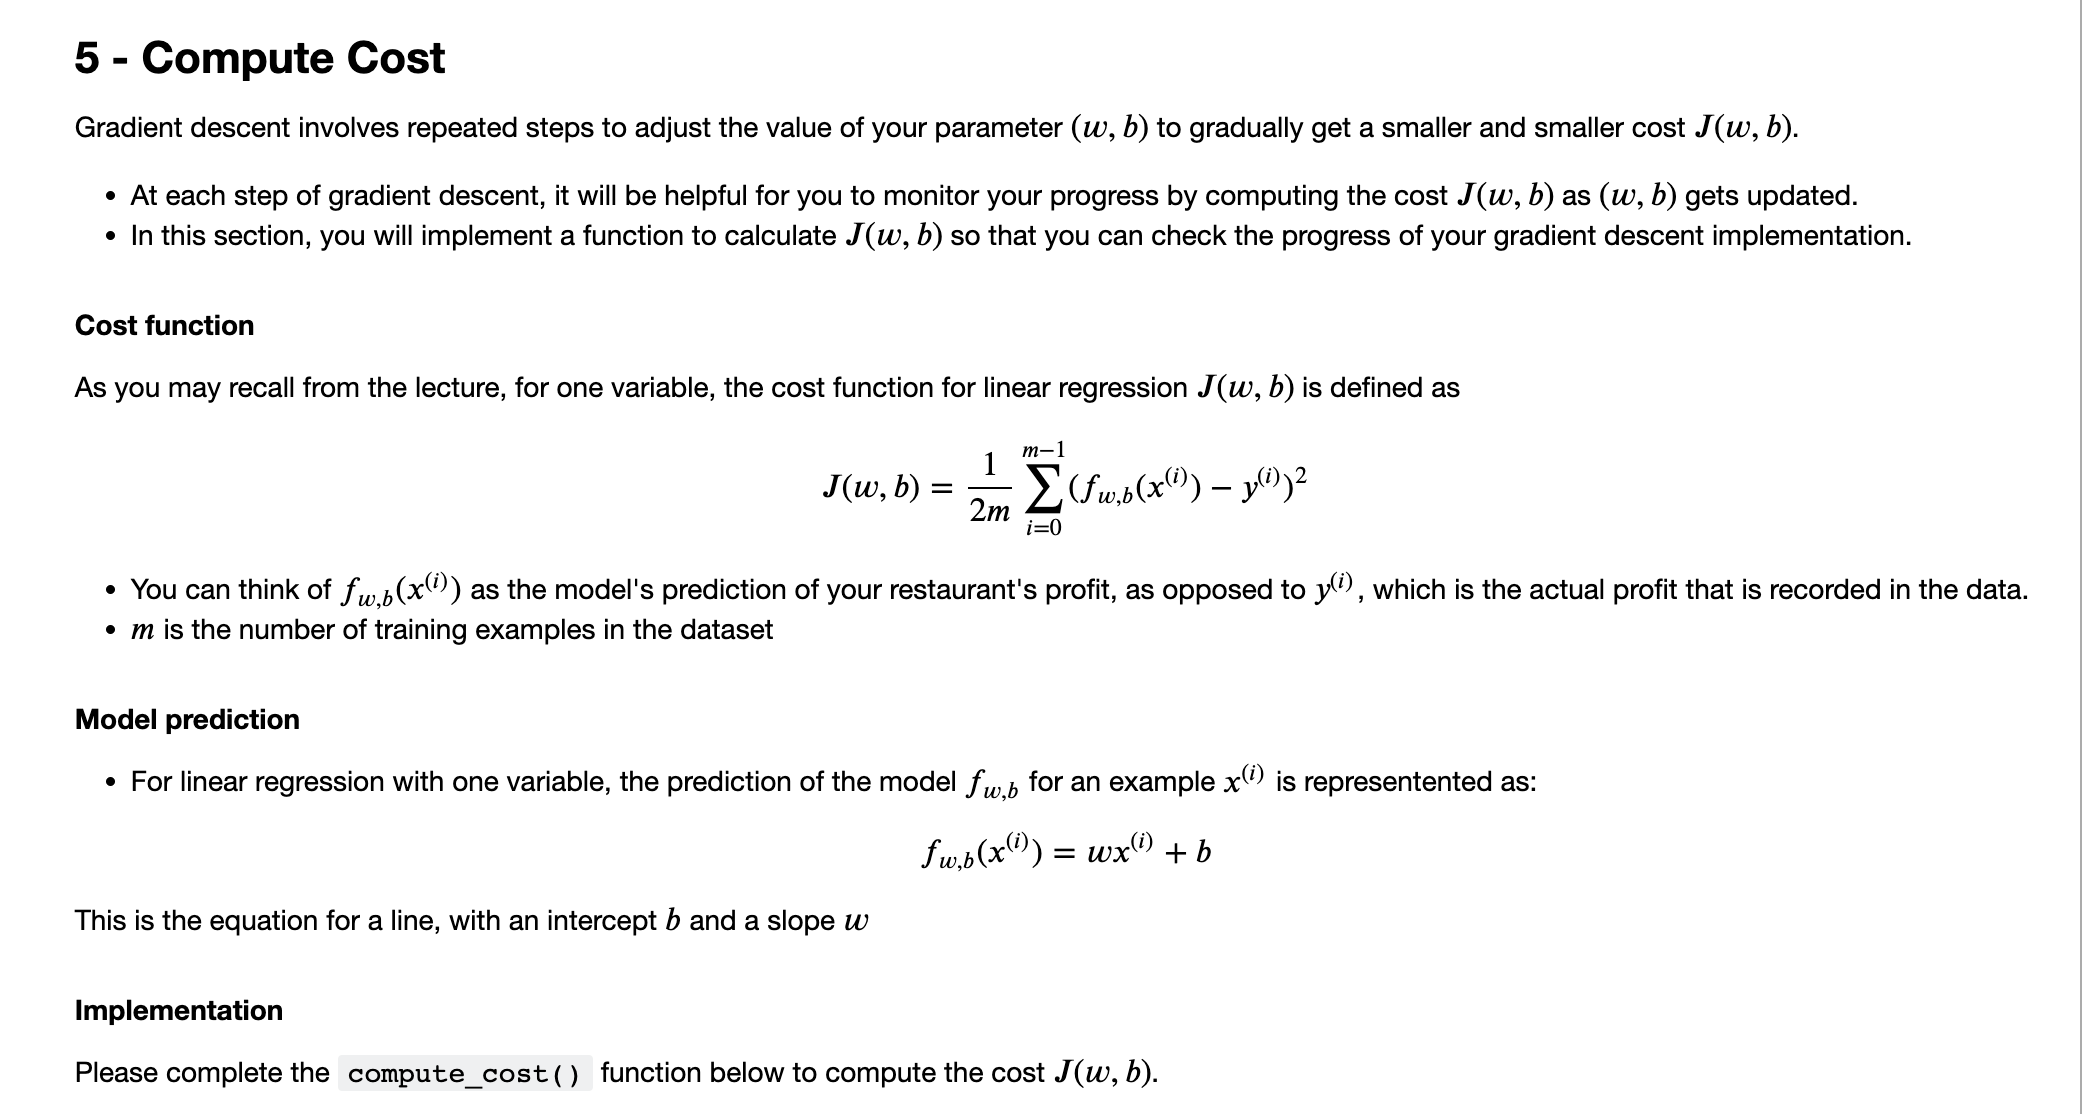 5 - Compute Cost
Gradient descent involves repeated steps to adjust the value of your parameter (w, b) to gradually get a smaller and smaller cost J(w, b).
• At each step of gradient descent, it will be helpful for you to monitor your progress by computing the cost J(w, b) as (w, b) gets updated.
• In this section, you will implement a function to calculate J(w, b) so that you can check the progress of your gradient descent implementation.
Cost function
As you may recall from the lecture, for one variable, the cost function for linear regression J(w, b) is defined as
J(w, b) = \frac{1}{2m} \sum_{i=0}^{m-1} (f_{w,b}(x^{(i)}) - y^{(i)})^2
• You can think of f_{w,b}(x^{(i)}) as the model's prediction of your restaurant's profit, as opposed to y^{(i)}, which is the actual profit that is recorded in the data.
• m is the number of training examples in the dataset
Model prediction
• For linear regression with one variable, the prediction of the model f_{w,b} for an example x^{(i)} is representented as:
f_{w,b}(x^{(i)}) = wx^{(i)} + b
This is the equation for a line, with an intercept b and a slope w
Implementation
Please complete the compute_cost() function below to compute the cost J(w, b).